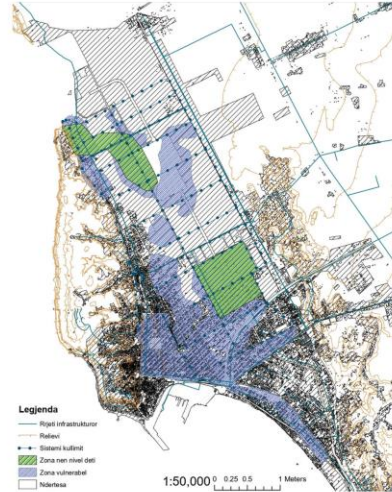 Legjenda
Rrjeti infrastrukturor
Relievi
Sistemi kullimit
Zona nen nivel deti
Zona vulnerabel
Ndertesa
1:50,000
0 0.25 0.5 1 Meters